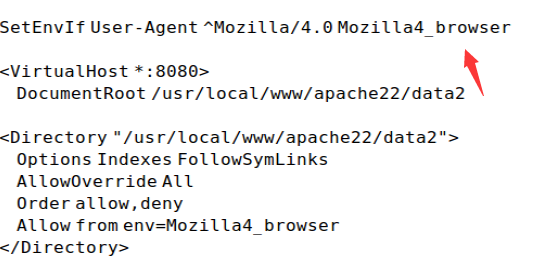 SetEnvIf User-Agent ^Mozilla/4.0 Mozilla4_browser
<VirtualHost *:8080>
DocumentRoot /usr/local/www/apache22/data2
<Directory "/usr/local/www/apache22/data2">
Options Indexes FollowSymLinks
AllowOverride All
Order allow,deny
Allow from env=Mozilla4_browser
</Directory>